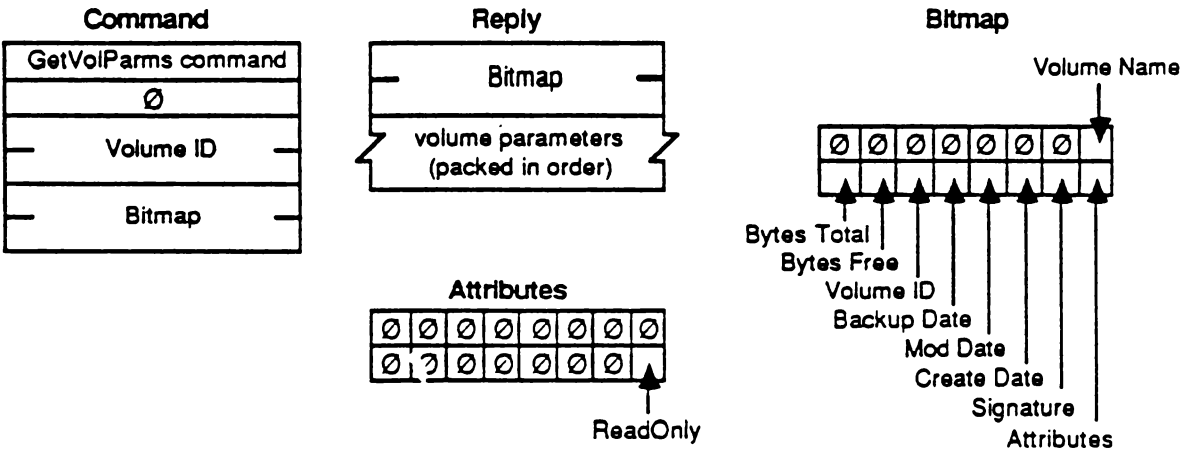 Command
GetVolParms command
Ø
Volume ID
Bitmap
Reply
Bitmap
volume parameters
(packed in order)
Attributes
Ø Ø Ø Ø Ø Ø Ø Ø
Ø Ø Ø Ø Ø Ø
ReadOnly
Bitmap
Volume Name
Ø Ø Ø Ø Ø Ø Ø
Bytes Total
Bytes Free
Volume ID
Backup Date
Mod Date
Create Date
Signature
Attributes